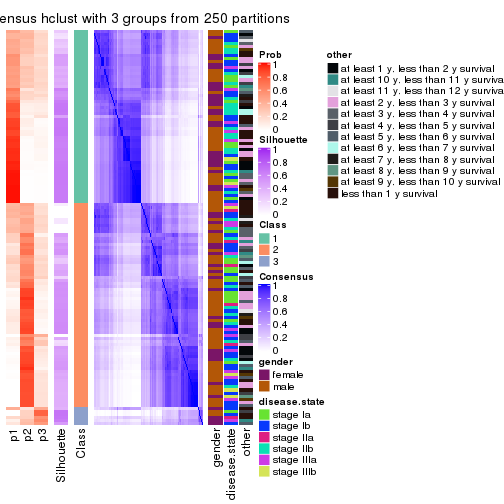 ensus hclust with 3 groups from 250 partitions
Prob
1
0.8
0.6
0.4
0.2
0
Silhouette
1
0.8
0.6
0.4
0.2
0
Class
1
2
3
Consensus
1
0.8
0.6
0.4
0.2
0
gender
female
male
disease.state
stage Ia
stage Ib
stage IIa
stage IIb
stage IIIa
stage IIIb
other
at least 1 y. less than 2 y survival
at least 10 y. less than 11 y surviva
at least 11 y. less than 12 y surviva
at least 2 y. less than 3 y survival
at least 3 y. less than 4 y survival
at least 4 y. less than 5 y survival
at least 5 y. less than 6 y survival
at least 6 y. less than 7 y survival
at least 7 y. less than 8 y survival
at least 8 y. less than 9 y survival
at least 9 y. less than 10 y survival
less than 1 y survival
p1
p2
p3
Silhouette
Class
gender
disease.state
other